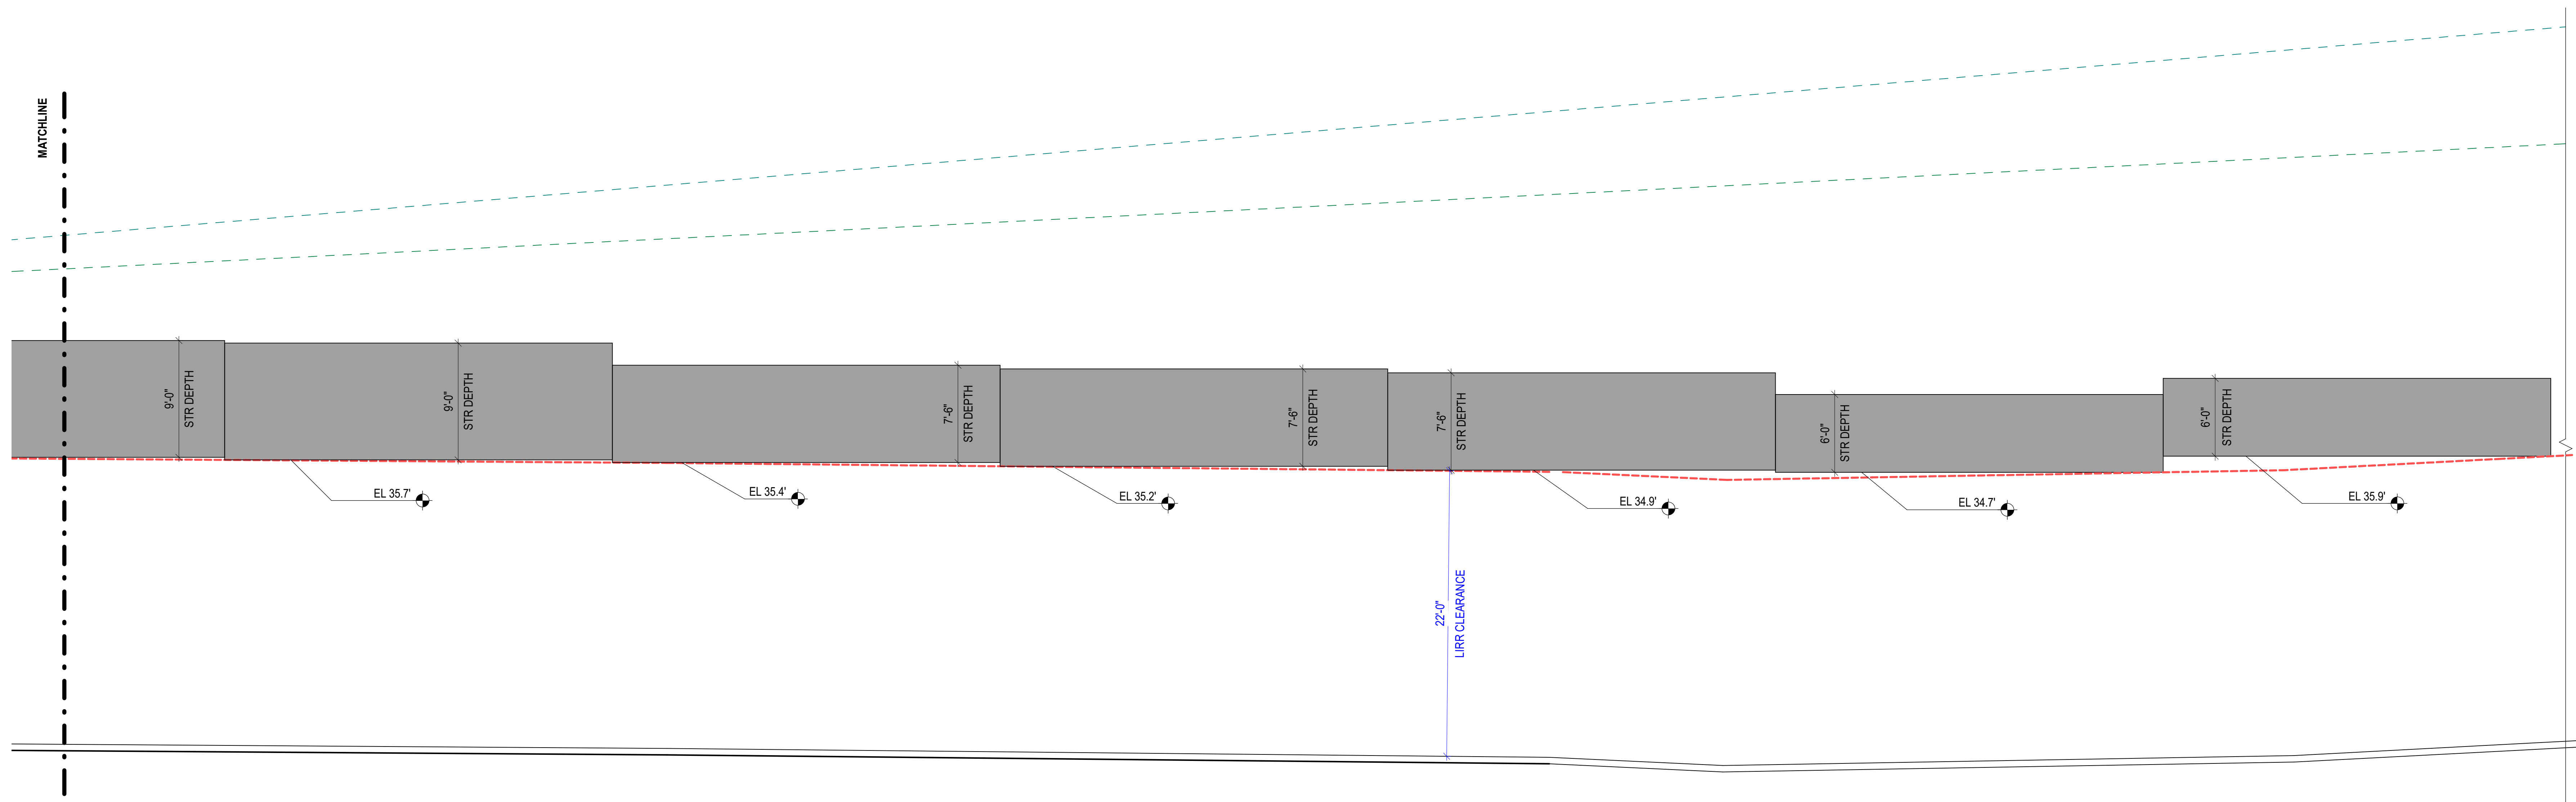 MATCHLINE
9'-0"
STR DEPTH
9'-0"
STR DEPTH
7'-6"
STR DEPTH
7'-6"
STR DEPTH
7'-6"
STR DEPTH
6'-0"
STR DEPTH
6'-0"
STR DEPTH
EL 35.7'
EL 35.4'
EL 35.2'
EL 34.9'
EL 34.7'
EL 35.9'
22'-0"
LIRR CLEARANCE